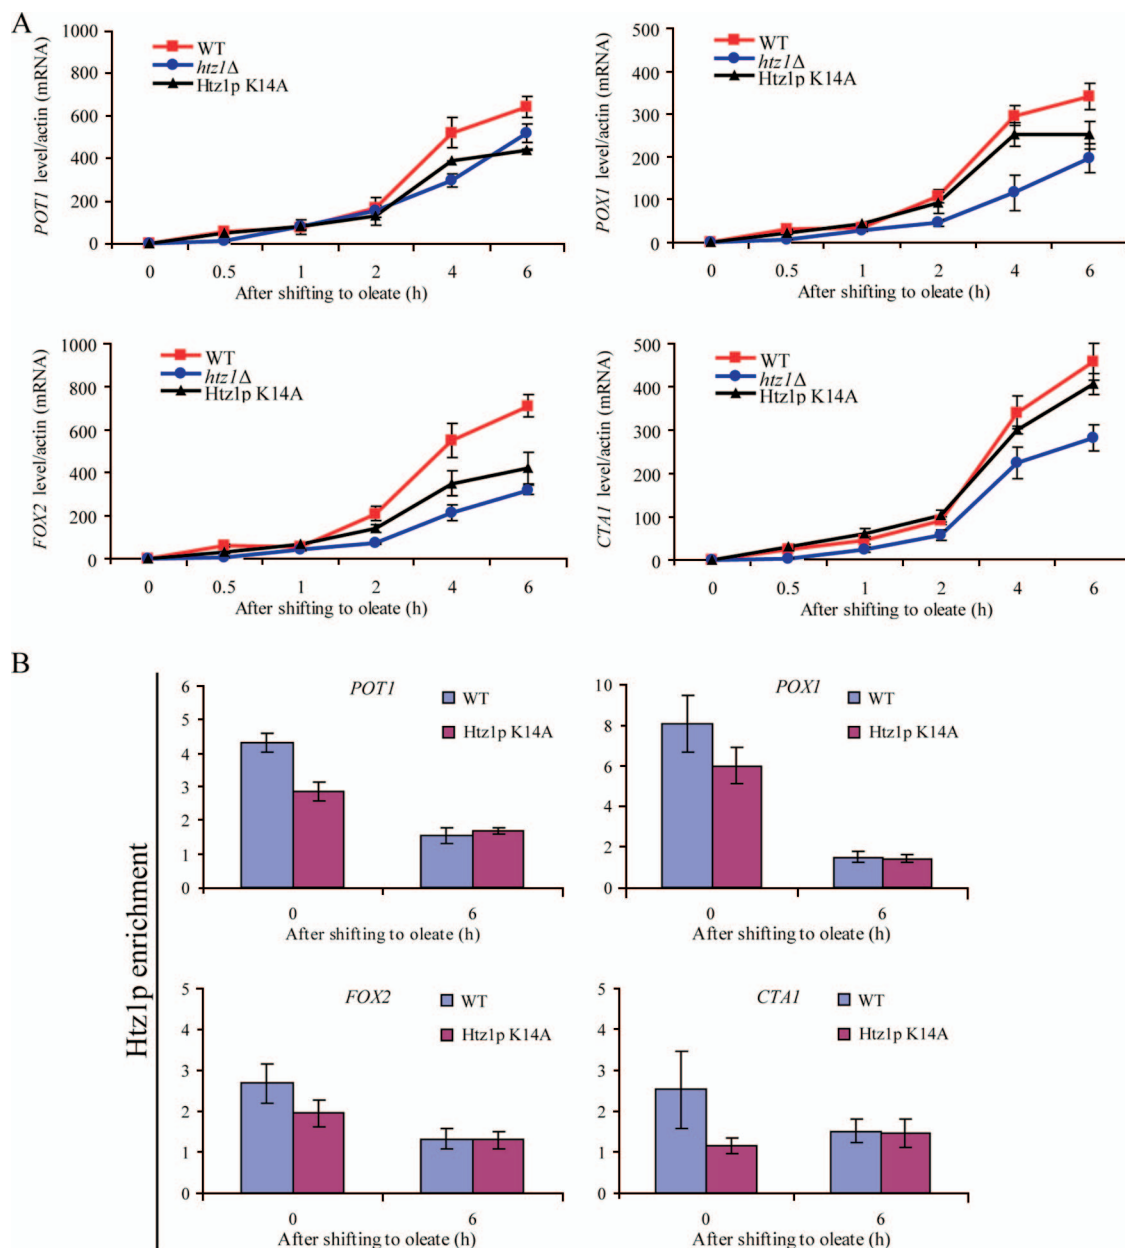 A
POT1 level/actin (mRNA)
1000
800
600
400
200
0
WT
htz1Δ
Htz1p K14A
0 0.5 1 2 4 6
After shifting to oleate (h)
POX1 level/actin (mRNA)
500
400
300
200
100
0
WT
htz1Δ
Htz1p K14A
0 0.5 1 2 4 6
After shifting to oleate (h)
FOX2 level/actin (mRNA)
1000
800
600
400
200
0
WT
htz1Δ
Htz1p K14A
0 0.5 1 2 4 6
After shifting to oleate (h)
CTA1 level/actin (mRNA)
500
400
300
200
100
0
WT
htz1Δ
Htz1p K14A
0 0.5 1 2 4 6
After shifting to oleate (h)
B
Htz1p enrichment
POT1
6
5
4
3
2
1
0
WT
Htz1p K14A
0 6
After shifting to oleate (h)
POX1
10
8
6
4
2
0
WT
Htz1p K14A
0 6
After shifting to oleate (h)
FOX2
5
4
3
2
1
0
WT
Htz1p K14A
0 6
After shifting to oleate (h)
CTA1
5
4
3
2
1
0
WT
Htz1p K14A
0 6
After shifting to oleate (h)